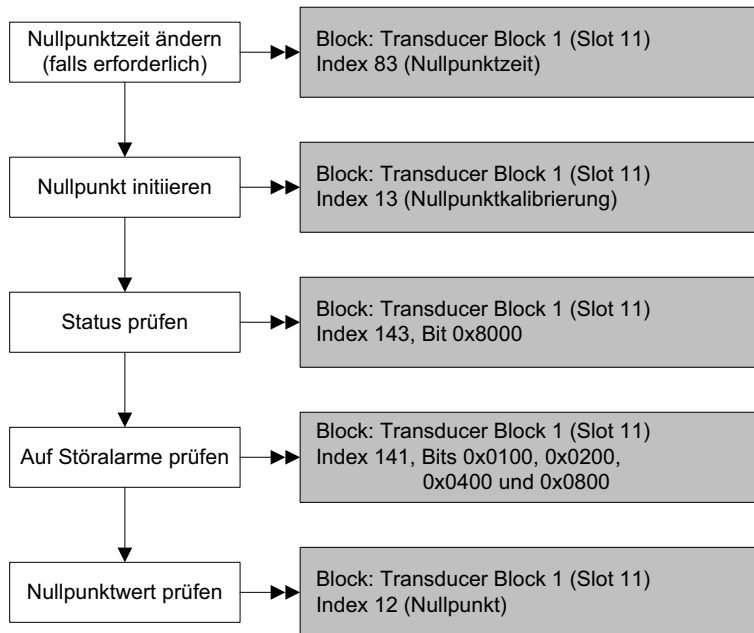 Nullpunktzeit ändern
(falls erforderlich)
Block: Transducer Block 1 (Slot 11)
Index 83 (Nullpunktzeit)
Nullpunkt initiieren
Block: Transducer Block 1 (Slot 11)
Index 13 (Nullpunktkalibrierung)
Status prüfen
Block: Transducer Block 1 (Slot 11)
Index 143, Bit 0x8000
Auf Störalarme prüfen
Block: Transducer Block 1 (Slot 11)
Index 141, Bits 0x0100, 0x0200,
0x0400 und 0x0800
Nullpunktwert prüfen
Block: Transducer Block 1 (Slot 11)
Index 12 (Nullpunkt)